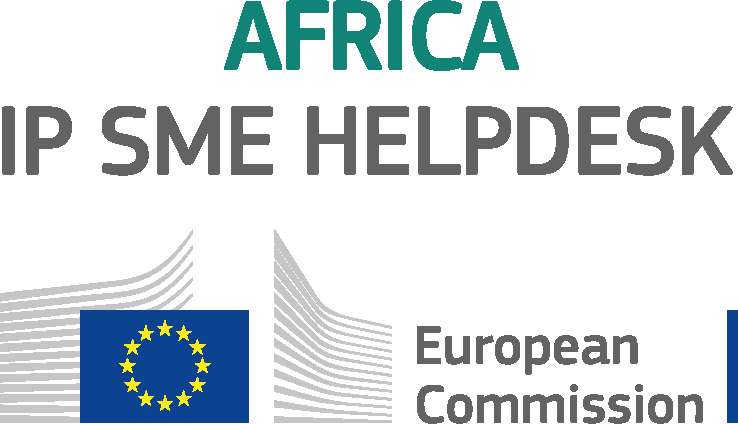 AFRICA
IP SME HELPDESK
European
Commission